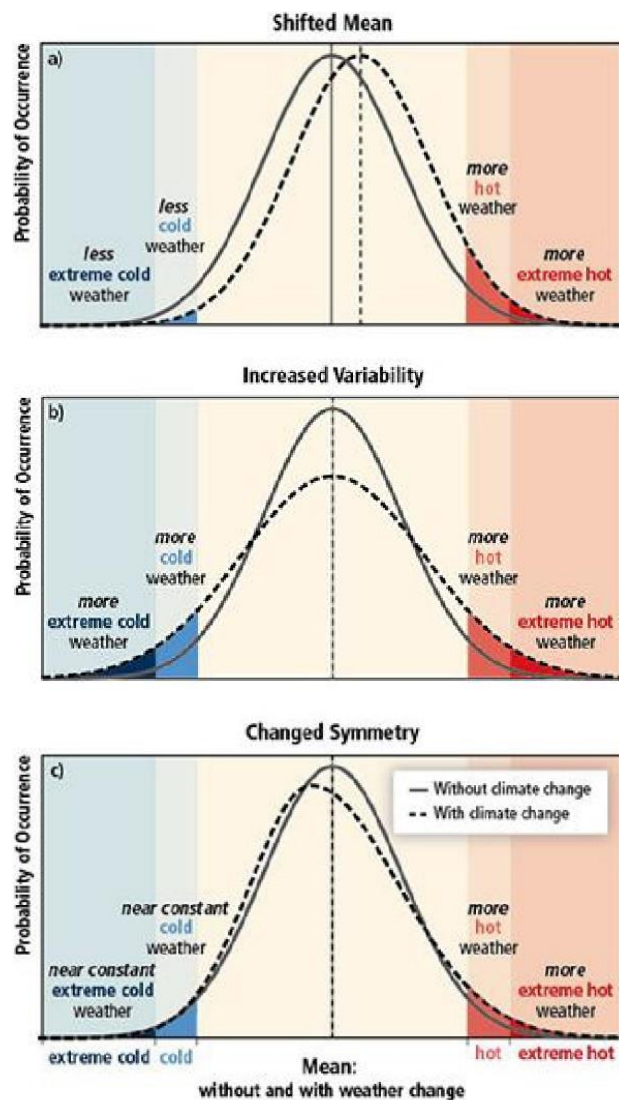 Shifted Mean
a)
Probability of Occurrence
less
cold
weather
less
extreme cold
weather
more
hot
weather
more
extreme hot
weather
Increased Variability
b)
Probability of Occurrence
more
cold
weather
more
extreme cold
weather
more
hot
weather
more
extreme hot
weather
Changed Symmetry
c)
Probability of Occurrence
Without climate change
With climate change
near constant
cold
weather
near constant
extreme cold
weather
more
hot
weather
more
extreme hot
weather
extreme cold
cold
Mean:
without and with weather change
hot
extreme hot